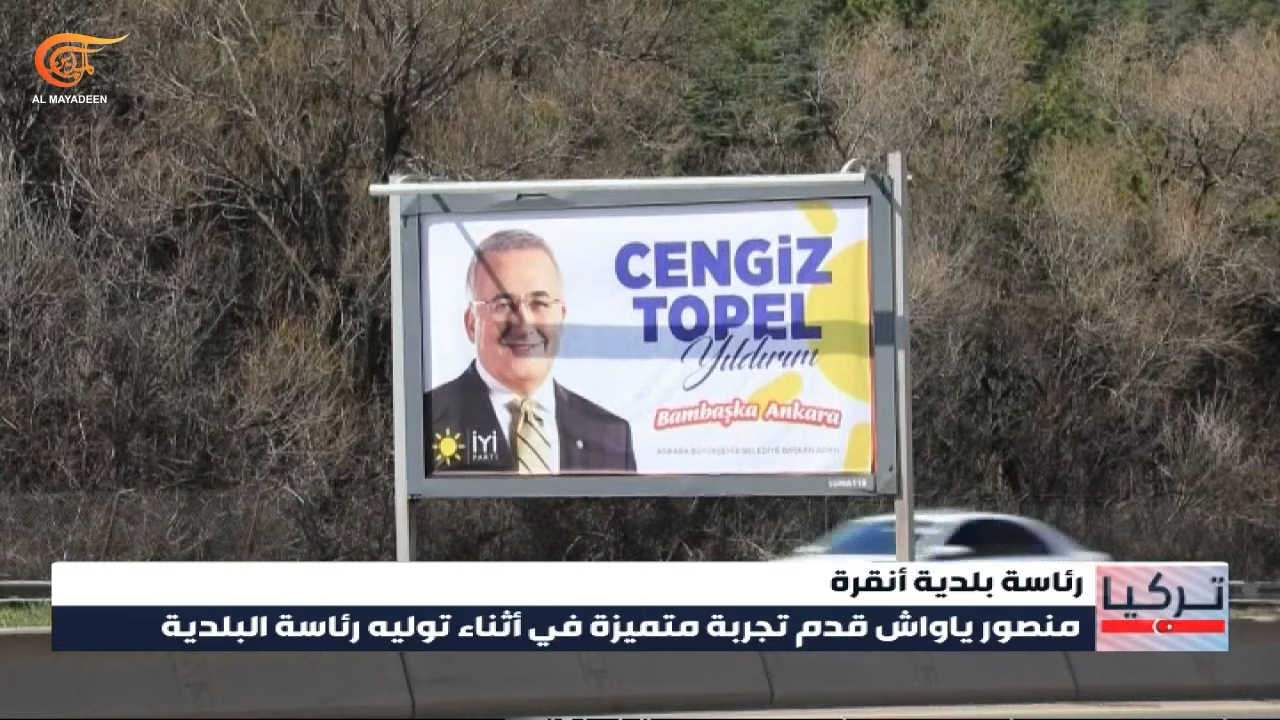 AL MAYADEEN
CENGiZ
TOPEL
Yıldırım
Bambaşka Ankara
ANKARA BÜYÜKŞEHİR BELEDİYE BAŞKAN ADAYI
İYİ
PARTİ
رئاسة بلدية أنقرة
منصور ياواش قدم تجربة متميزة في أثناء توليه رئاسة البلدية
تركيا